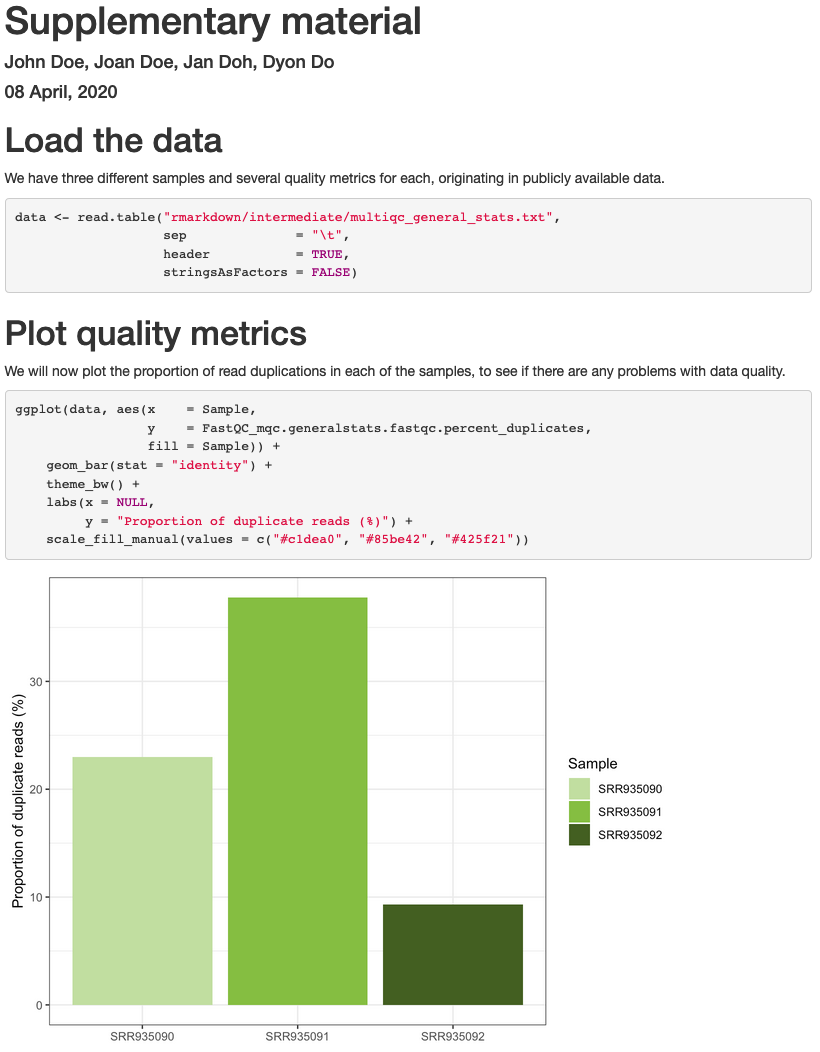 Supplementary material
John Doe, Joan Doe, Jan Doh, Dyon Do
08 April, 2020
Load the data
We have three different samples and several quality metrics for each, originating in publicly available data.
data <- read.table("rmarkdown/intermediate/multiqc_general_stats.txt",
                   sep              = "\t",
                   header           = TRUE,
                   stringsAsFactors = FALSE)
Plot quality metrics
We will now plot the proportion of read duplications in each of the samples, to see if there are any problems with data quality.
ggplot(data, aes(x    = Sample,
                 y    = FastQC_mqc.generalstats.fastqc.percent_duplicates,
                 fill = Sample)) +
    geom_bar(stat = "identity") +
    theme_bw() +
    labs(x = NULL,
         y = "Proportion of duplicate reads (%)") +
    scale_fill_manual(values = c("#c1dea0", "#85be42", "#425f21"))
Proportion of duplicate reads (%)
30
20
10
0
SRR935090 SRR935091 SRR935092
Sample
SRR935090
SRR935091
SRR935092